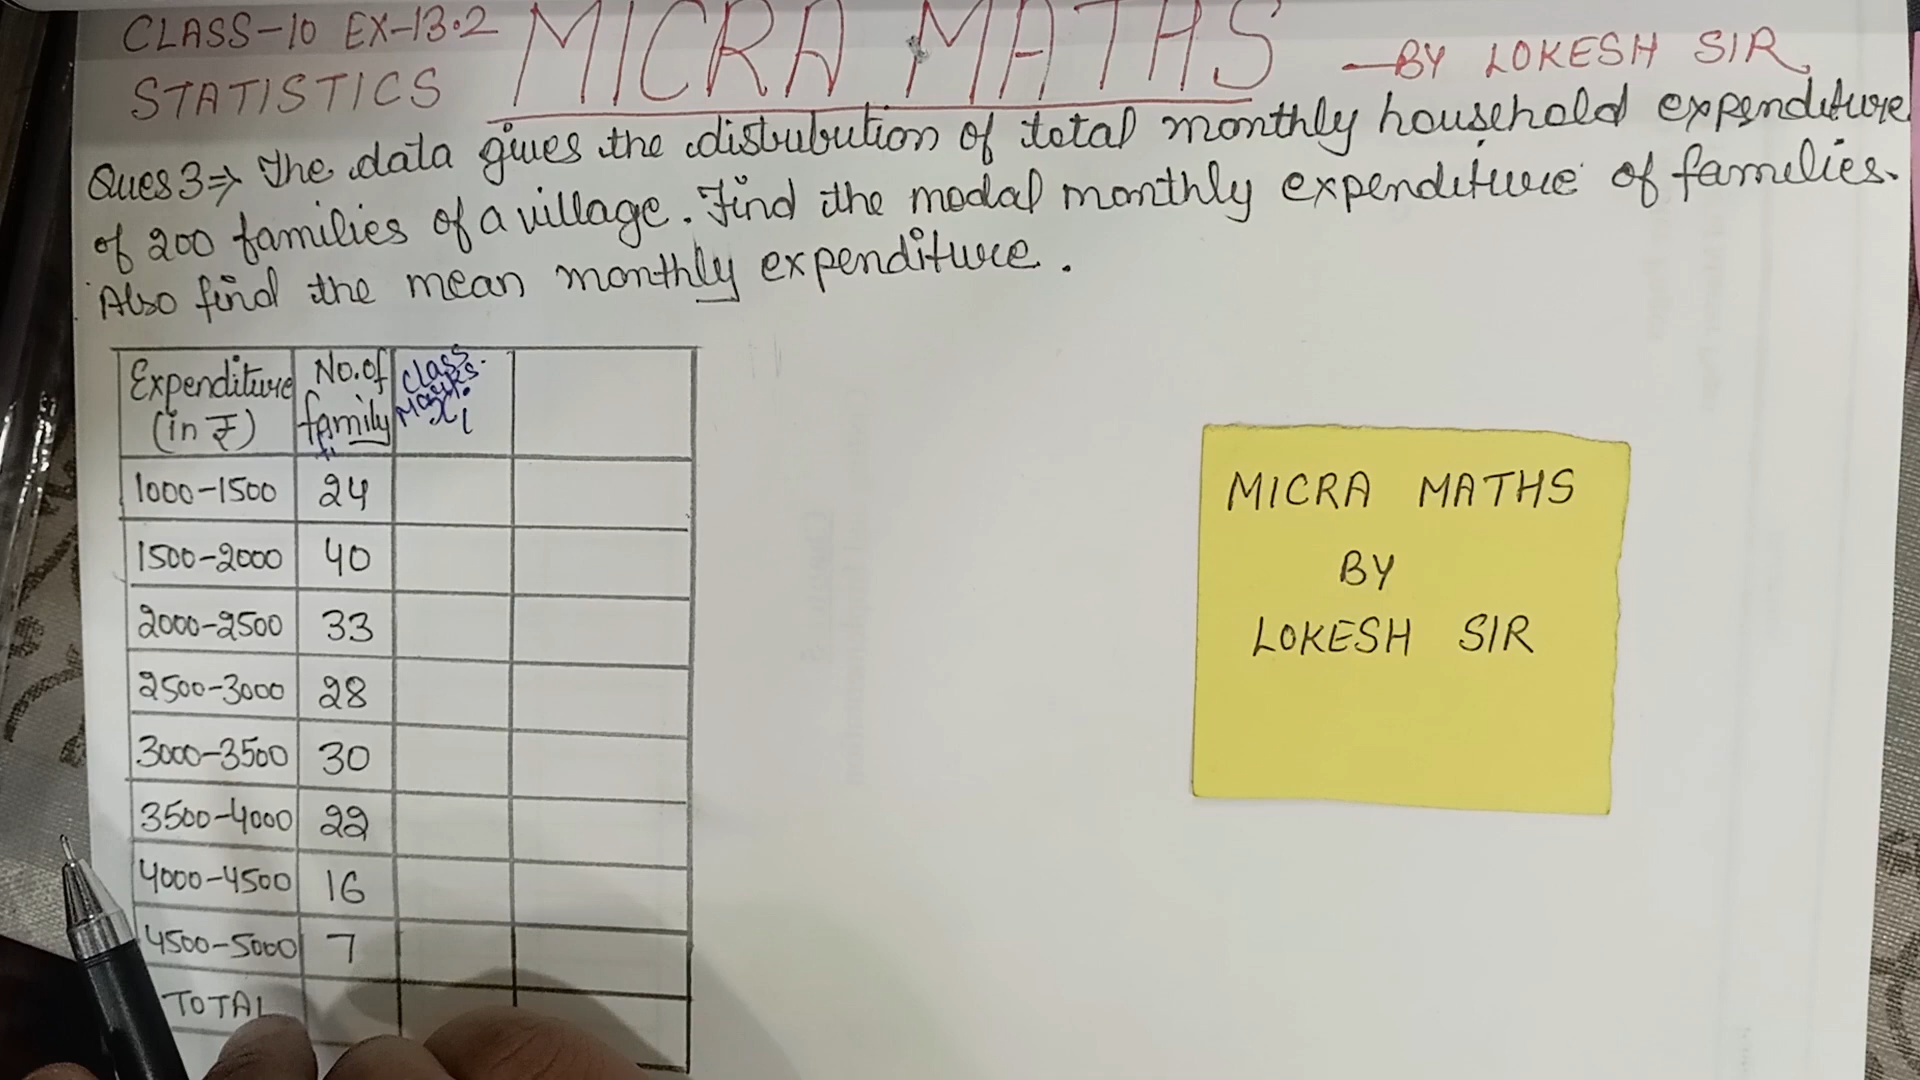 CLASS-10 EX-13.2 MICRA MATHS -BY LOKESH SIR
STATISTICS
Ques 3⇒ The data gives the distribution of total monthly household expenditure
of 200 families of a village. Find the modal monthly expenditure of families.
Also find the mean monthly expenditure.
Expenditure (in ₹) No. of family fi Class Marks xi
1000-1500 24
1500-2000 40
2000-2500 33
2500-3000 28
3000-3500 30
3500-4000 22
4000-4500 16
4500-5000 7
TOTAL
MICRA MATHS
BY
LOKESH SIR